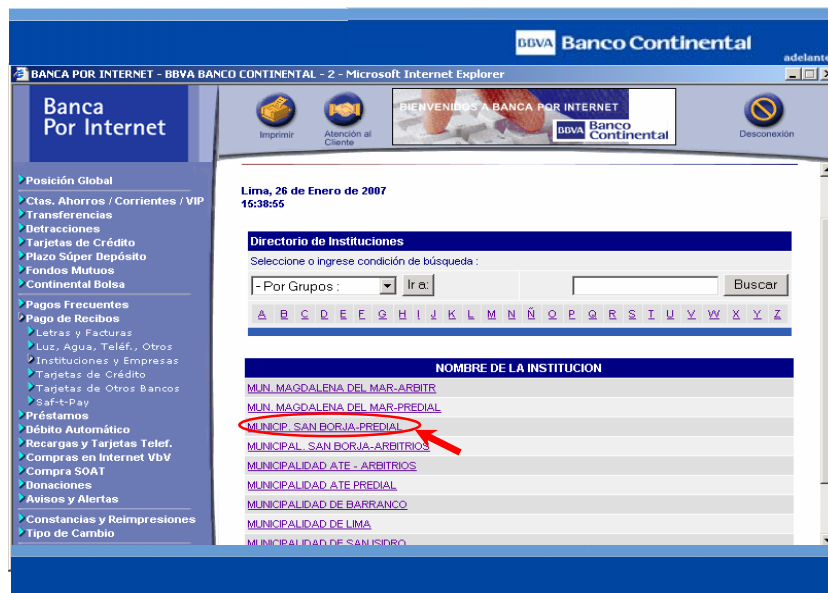 BBVA Banco Continental
adelante
BANCA POR INTERNET - BBVA BANCO CONTINENTAL - 2 - Microsoft Internet Explorer
Banca
Por Internet
Imprimir
Atención al
Cliente
BIENVENIDOS A BANCA POR INTERNET
BBVA Banco
Continental
Desconexión
Posición Global
Ctas. Ahorros / Corrientes / VIP
Transferencias
Detracciones
Tarjetas de Crédito
Plazo Súper Depósito
Fondos Mutuos
Continental Bolsa
Pagos Frecuentes
Pago de Recibos
Letras y Facturas
Luz, Agua, Teléf., Otros
Instituciones y Empresas
Tarjetas de Crédito
Tarjetas de Otros Bancos
Saf-t-Pay
Préstamos
Débito Automático
Recargas y Tarjetas Telef.
Compras en Internet VbV
Compra SOAT
Donaciones
Avisos y Alertas
Constancias y Reimpresiones
Tipo de Cambio
Lima, 26 de Enero de 2007
15:38:55
Directorio de Instituciones
Seleccione o ingrese condición de búsqueda :
- Por Grupos : Ir a: Buscar
A B C D E F G H I J K L M N Ñ O P Q R S T U V W X Y Z
NOMBRE DE LA INSTITUCION
MUN. MAGDALENA DEL MAR-ARBITR
MUN. MAGDALENA DEL MAR-PREDIAL
MUNICIP. SAN BORJA-PREDIAL
MUNICIPAL. SAN BORJA-ARBITRIOS
MUNICIPALIDAD ATE - ARBITRIOS
MUNICIPALIDAD ATE PREDIAL
MUNICIPALIDAD DE BARRANCO
MUNICIPALIDAD DE LIMA
MUNICIPALIDAD DE SAN ISIDRO